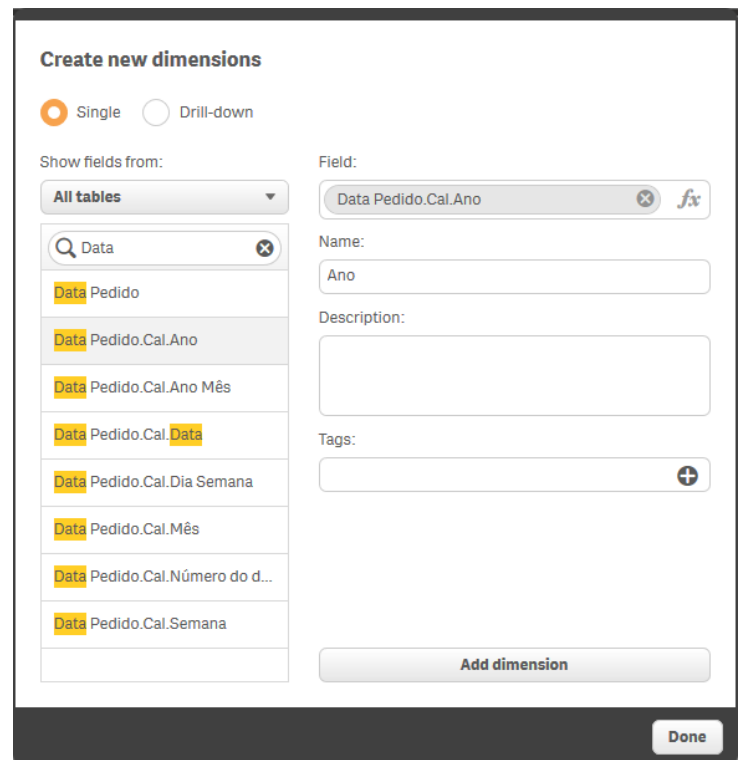 Create new dimensions
Single
Drill-down
Show fields from:
All tables
Data
Data Pedido
Data Pedido.Cal.Ano
Data Pedido.Cal.Ano Mês
Data Pedido.Cal.Data
Data Pedido.Cal.Dia Semana
Data Pedido.Cal.Mês
Data Pedido.Cal.Número do d...
Data Pedido.Cal.Semana
Field:
Data Pedido.Cal.Ano
fx
Name:
Ano
Description:
Tags:
Add dimension
Done